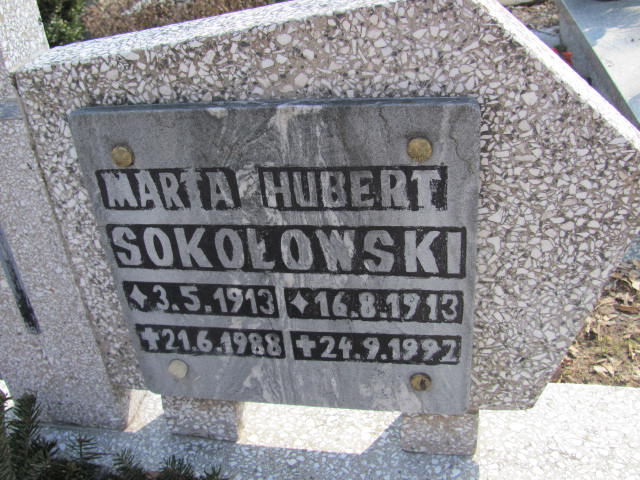 MARTA HUBERT
SOKOŁOWSKI
✦3.5.1913 ✦16.8.1913
✝21.6.1988 ✝24.9.1992